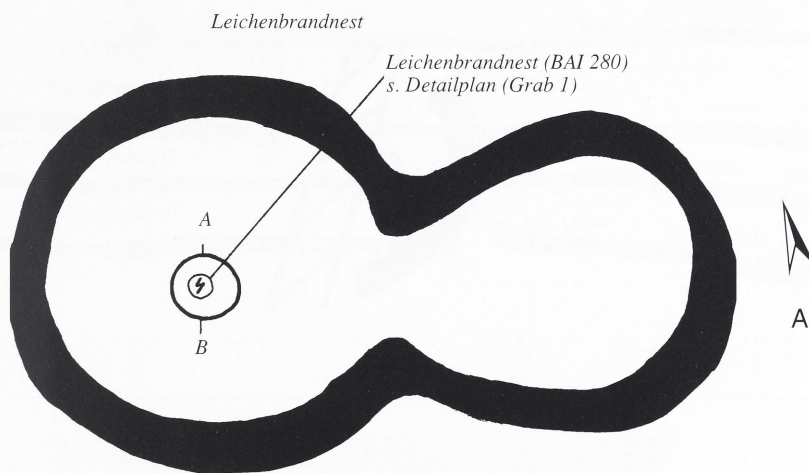 Leichenbrandnest
Leichenbrandnest (BAI 280)
s. Detailplan (Grab 1)
A
B
A